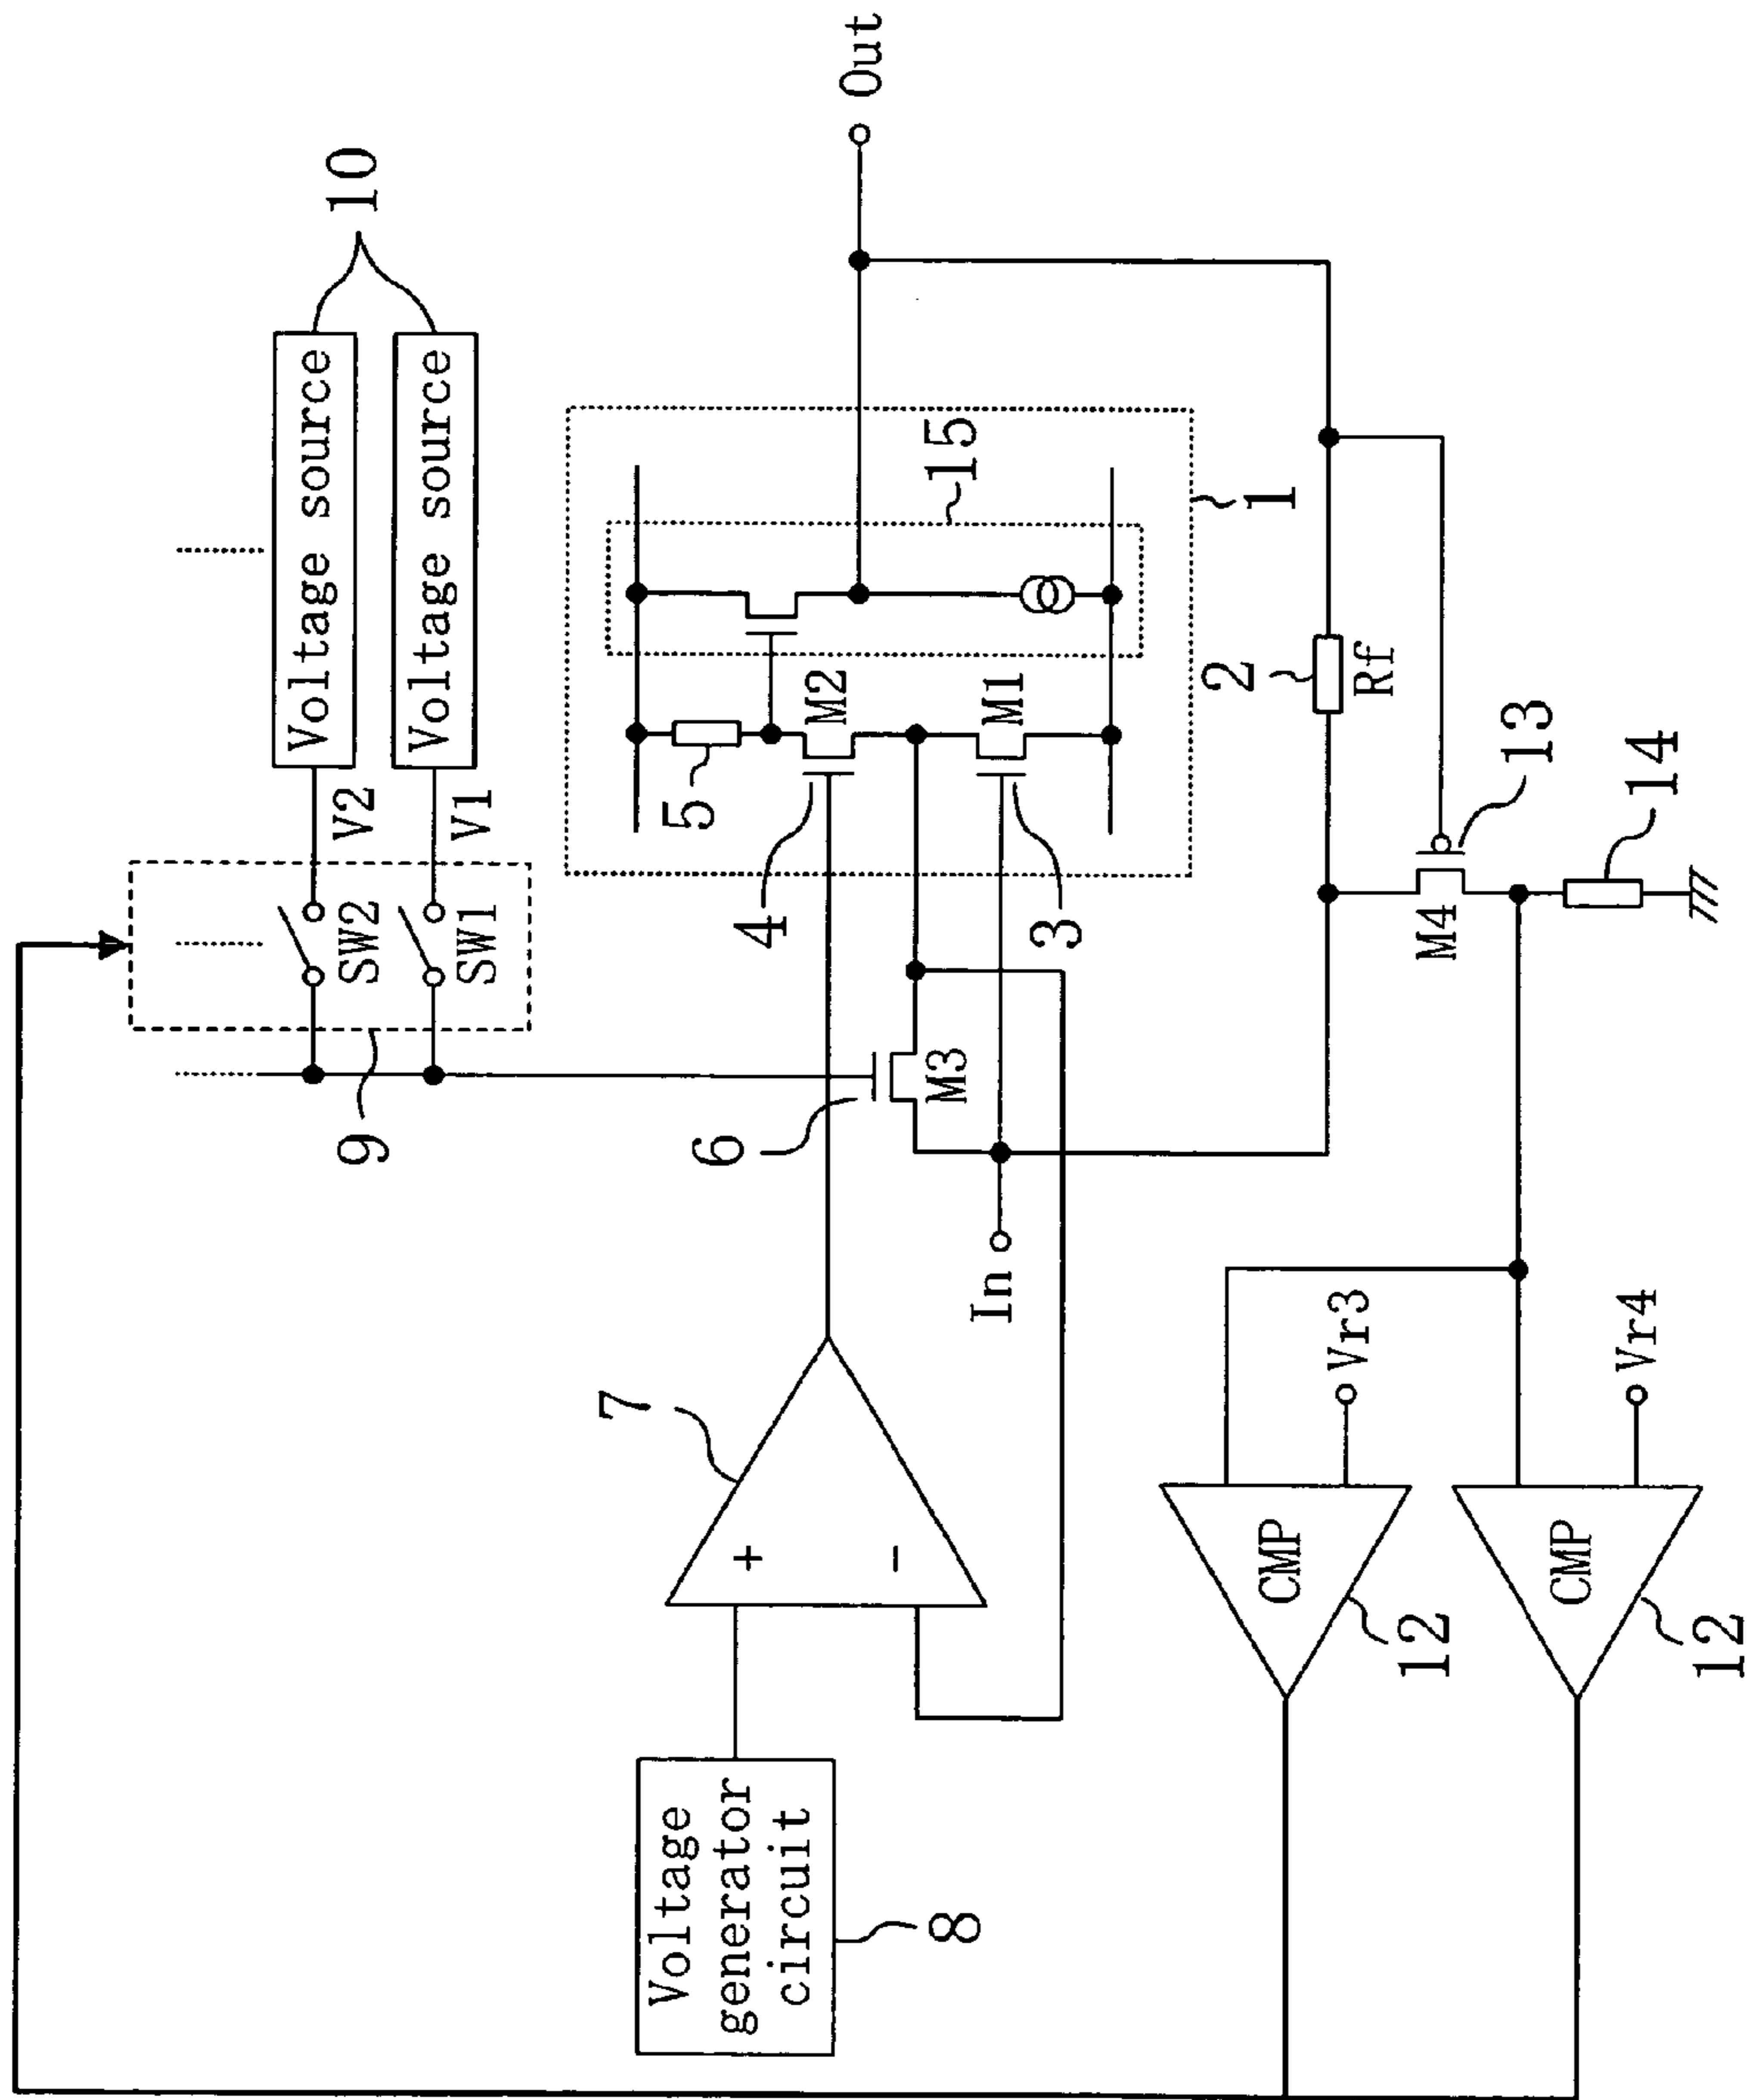 10
Voltage source
Voltage source
V2
V1
SW2
SW1
9
Out
15
1
5
M2
M1
4
3
6
M3
2
Rf
13
M4
14
In
7
+
-
Voltage
generator
circuit
8
Vr3
Vr4
CMP
CMP
12
12